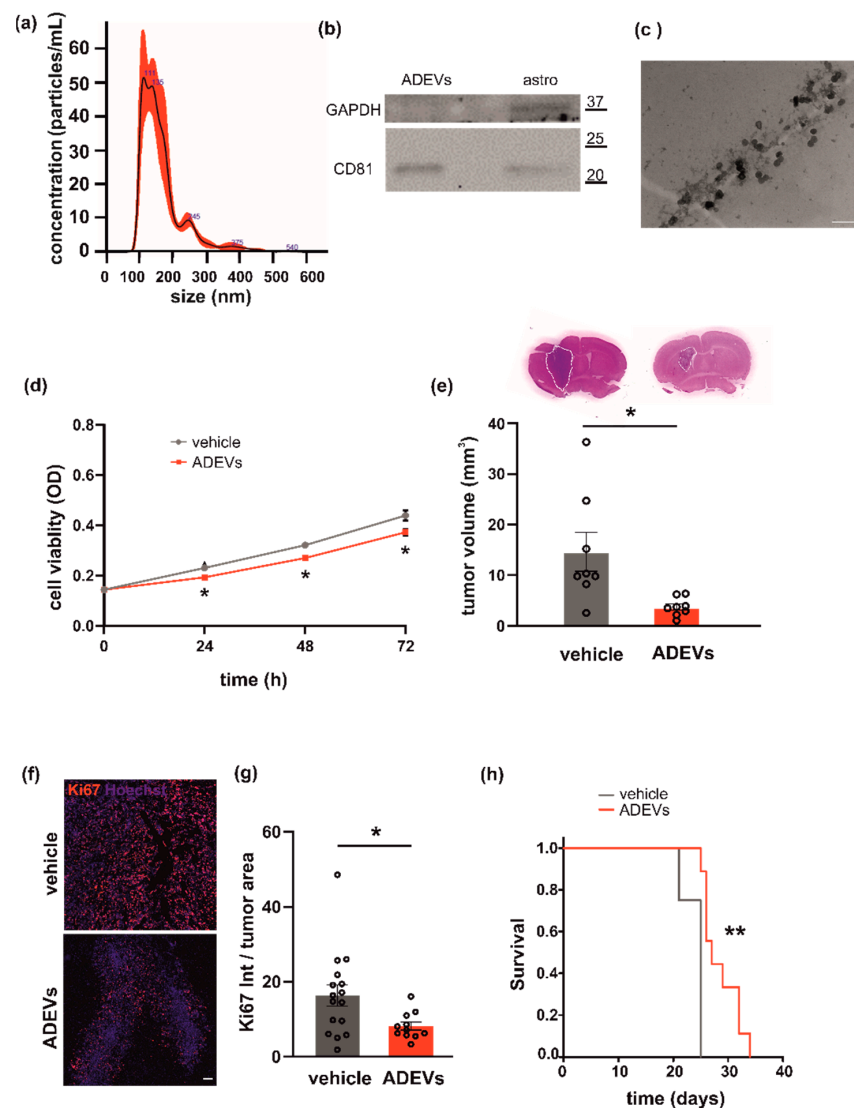 (a)
concentration (particles/mL)
60
50
40
30
20
10
0
111
135
245
375
540
0 100 200 300 400 500 600
size (nm)
(b)
ADEVs astro
GAPDH
CD81
37
25
20
(c )
(d)
cell viablity (OD)
0.8
0.6
0.4
0.2
0.0
vehicle
ADEVs
*
*
*
0 24 48 72
time (h)
(e)
tumor volume (mm³)
40
30
20
10
0
*
vehicle ADEVs
(f)
Ki67 Hoechst
vehicle
ADEVs
(g)
Ki67 Int / tumor area
60
40
20
0
*
vehicle ADEVs
(h)
vehicle
ADEVs
Survival
1.0
0.8
0.6
0.4
0.2
0.0
**
0 10 20 30 40
time (days)